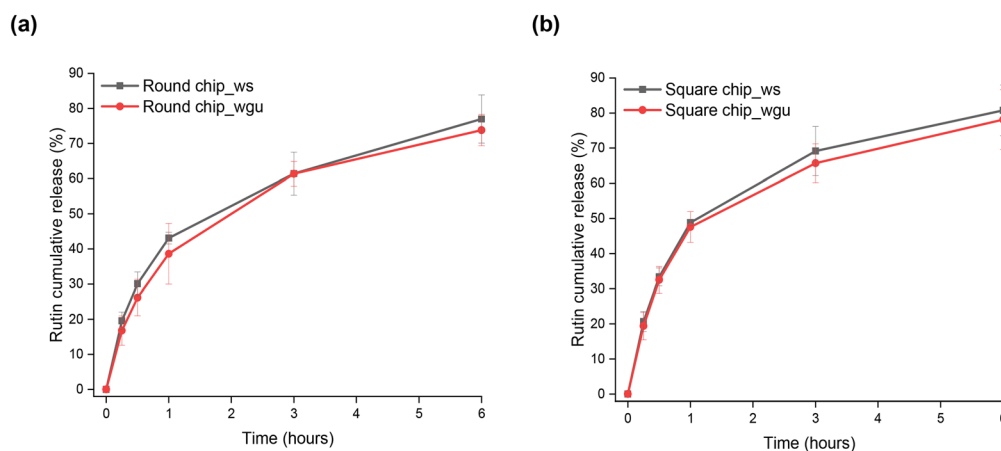 (a)
Round chip_ws
Round chip_wgu
Rutin cumulative release (%)
90
80
70
60
50
40
30
20
10
0
0 1 2 3 4 5 6
Time (hours)
(b)
Square chip_ws
Square chip_wgu
Rutin cumulative release (%)
90
80
70
60
50
40
30
20
10
0
0 1 2 3 4 5
Time (hours)